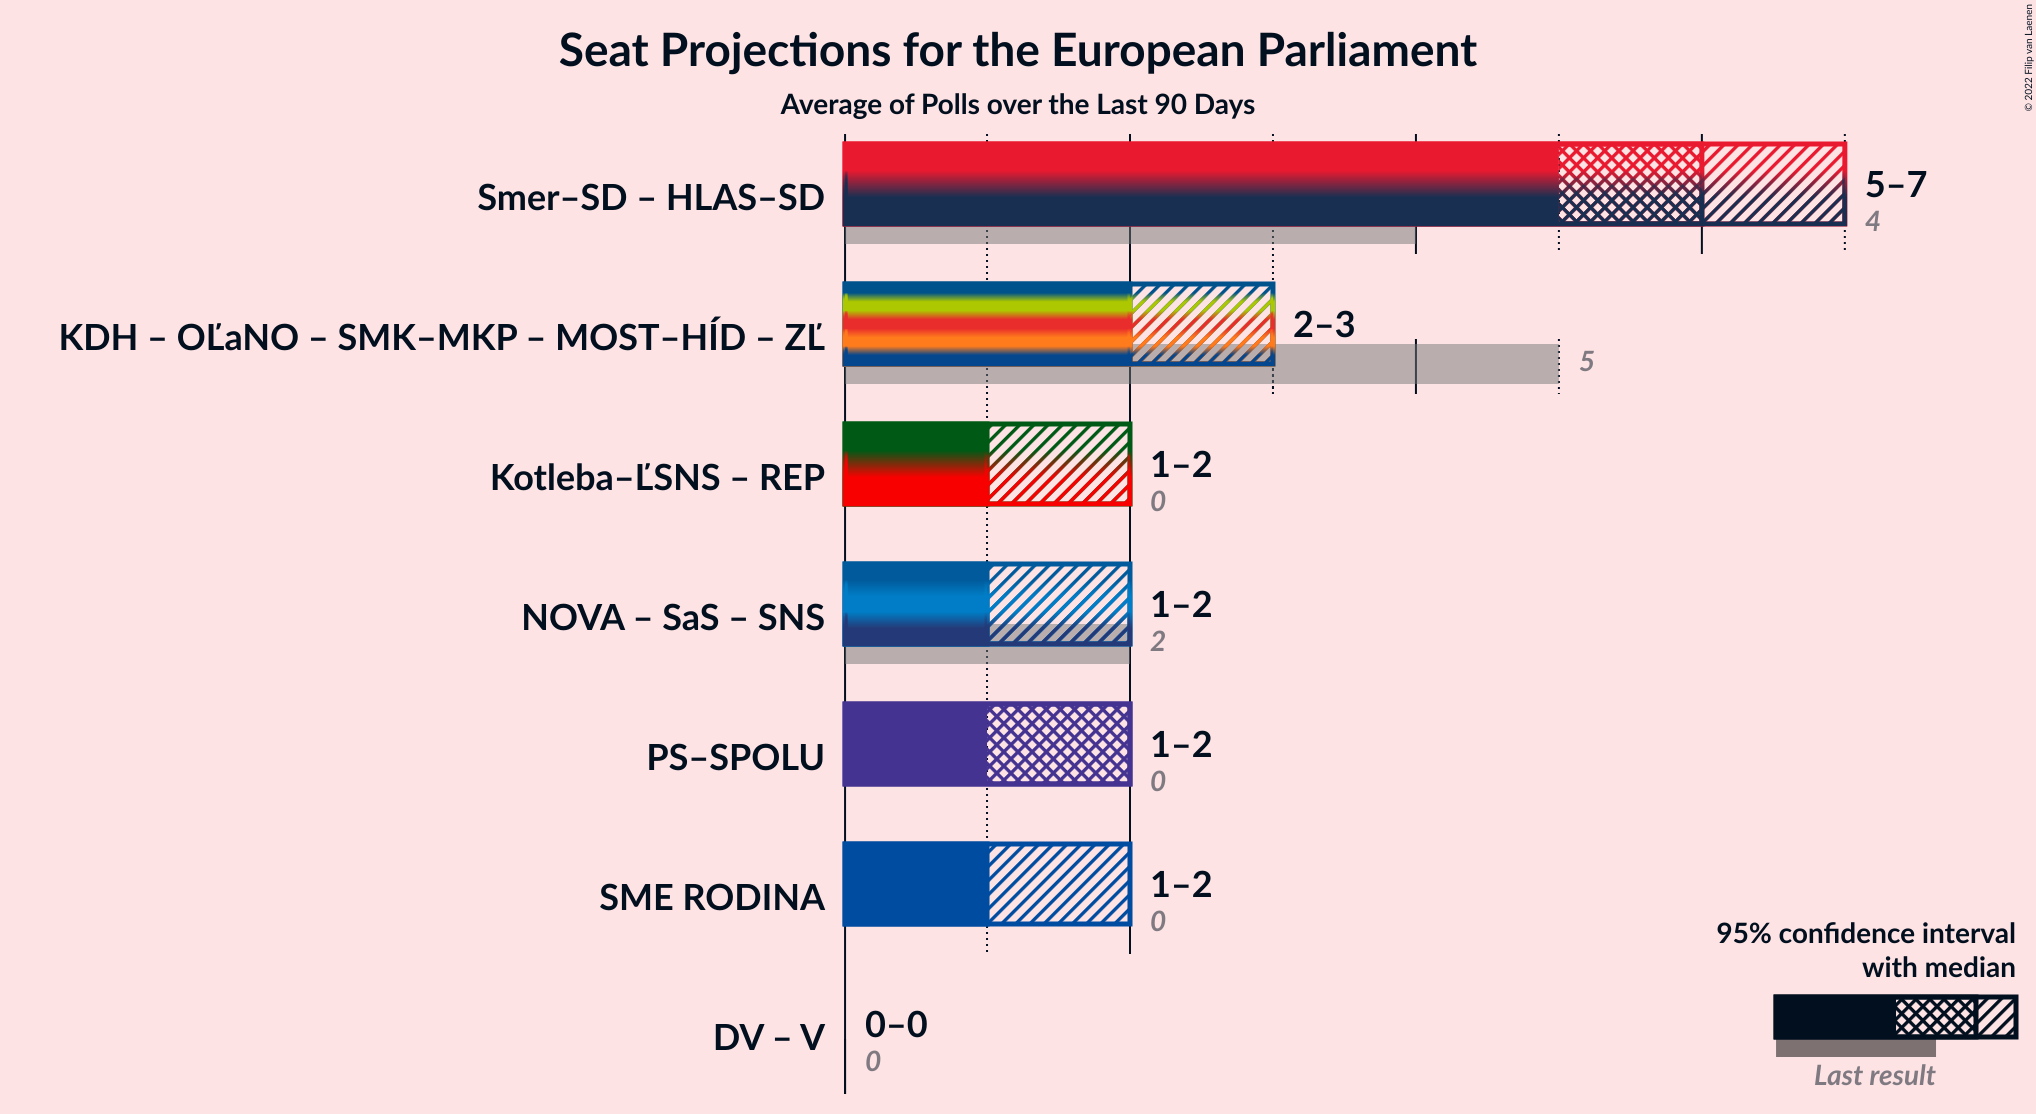 Seat Projections for the European Parliament
Average of Polls over the Last 90 Days
© 2022 Filip van Laenen
Smer–SD – HLAS–SD
5–7
4
KDH – OĽaNO – SMK–MKP – MOST–HÍD – ZĽ
2–3
5
Kotleba–ĽSNS – REP
1–2
0
NOVA – SaS – SNS
1–2
2
PS–SPOLU
1–2
0
SME RODINA
1–2
0
DV – V
0–0
0
95% confidence interval
with median
Last result